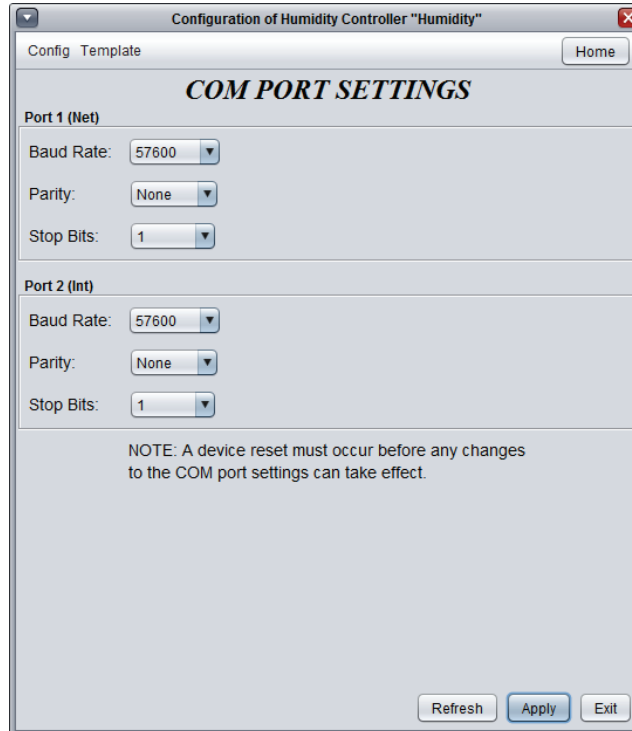 Configuration of Humidity Controller "Humidity"
Config Template Home
COM PORT SETTINGS
Port 1 (Net)
Baud Rate: 57600
Parity: None
Stop Bits: 1
Port 2 (Int)
Baud Rate: 57600
Parity: None
Stop Bits: 1
NOTE: A device reset must occur before any changes
to the COM port settings can take effect.
Refresh Apply Exit